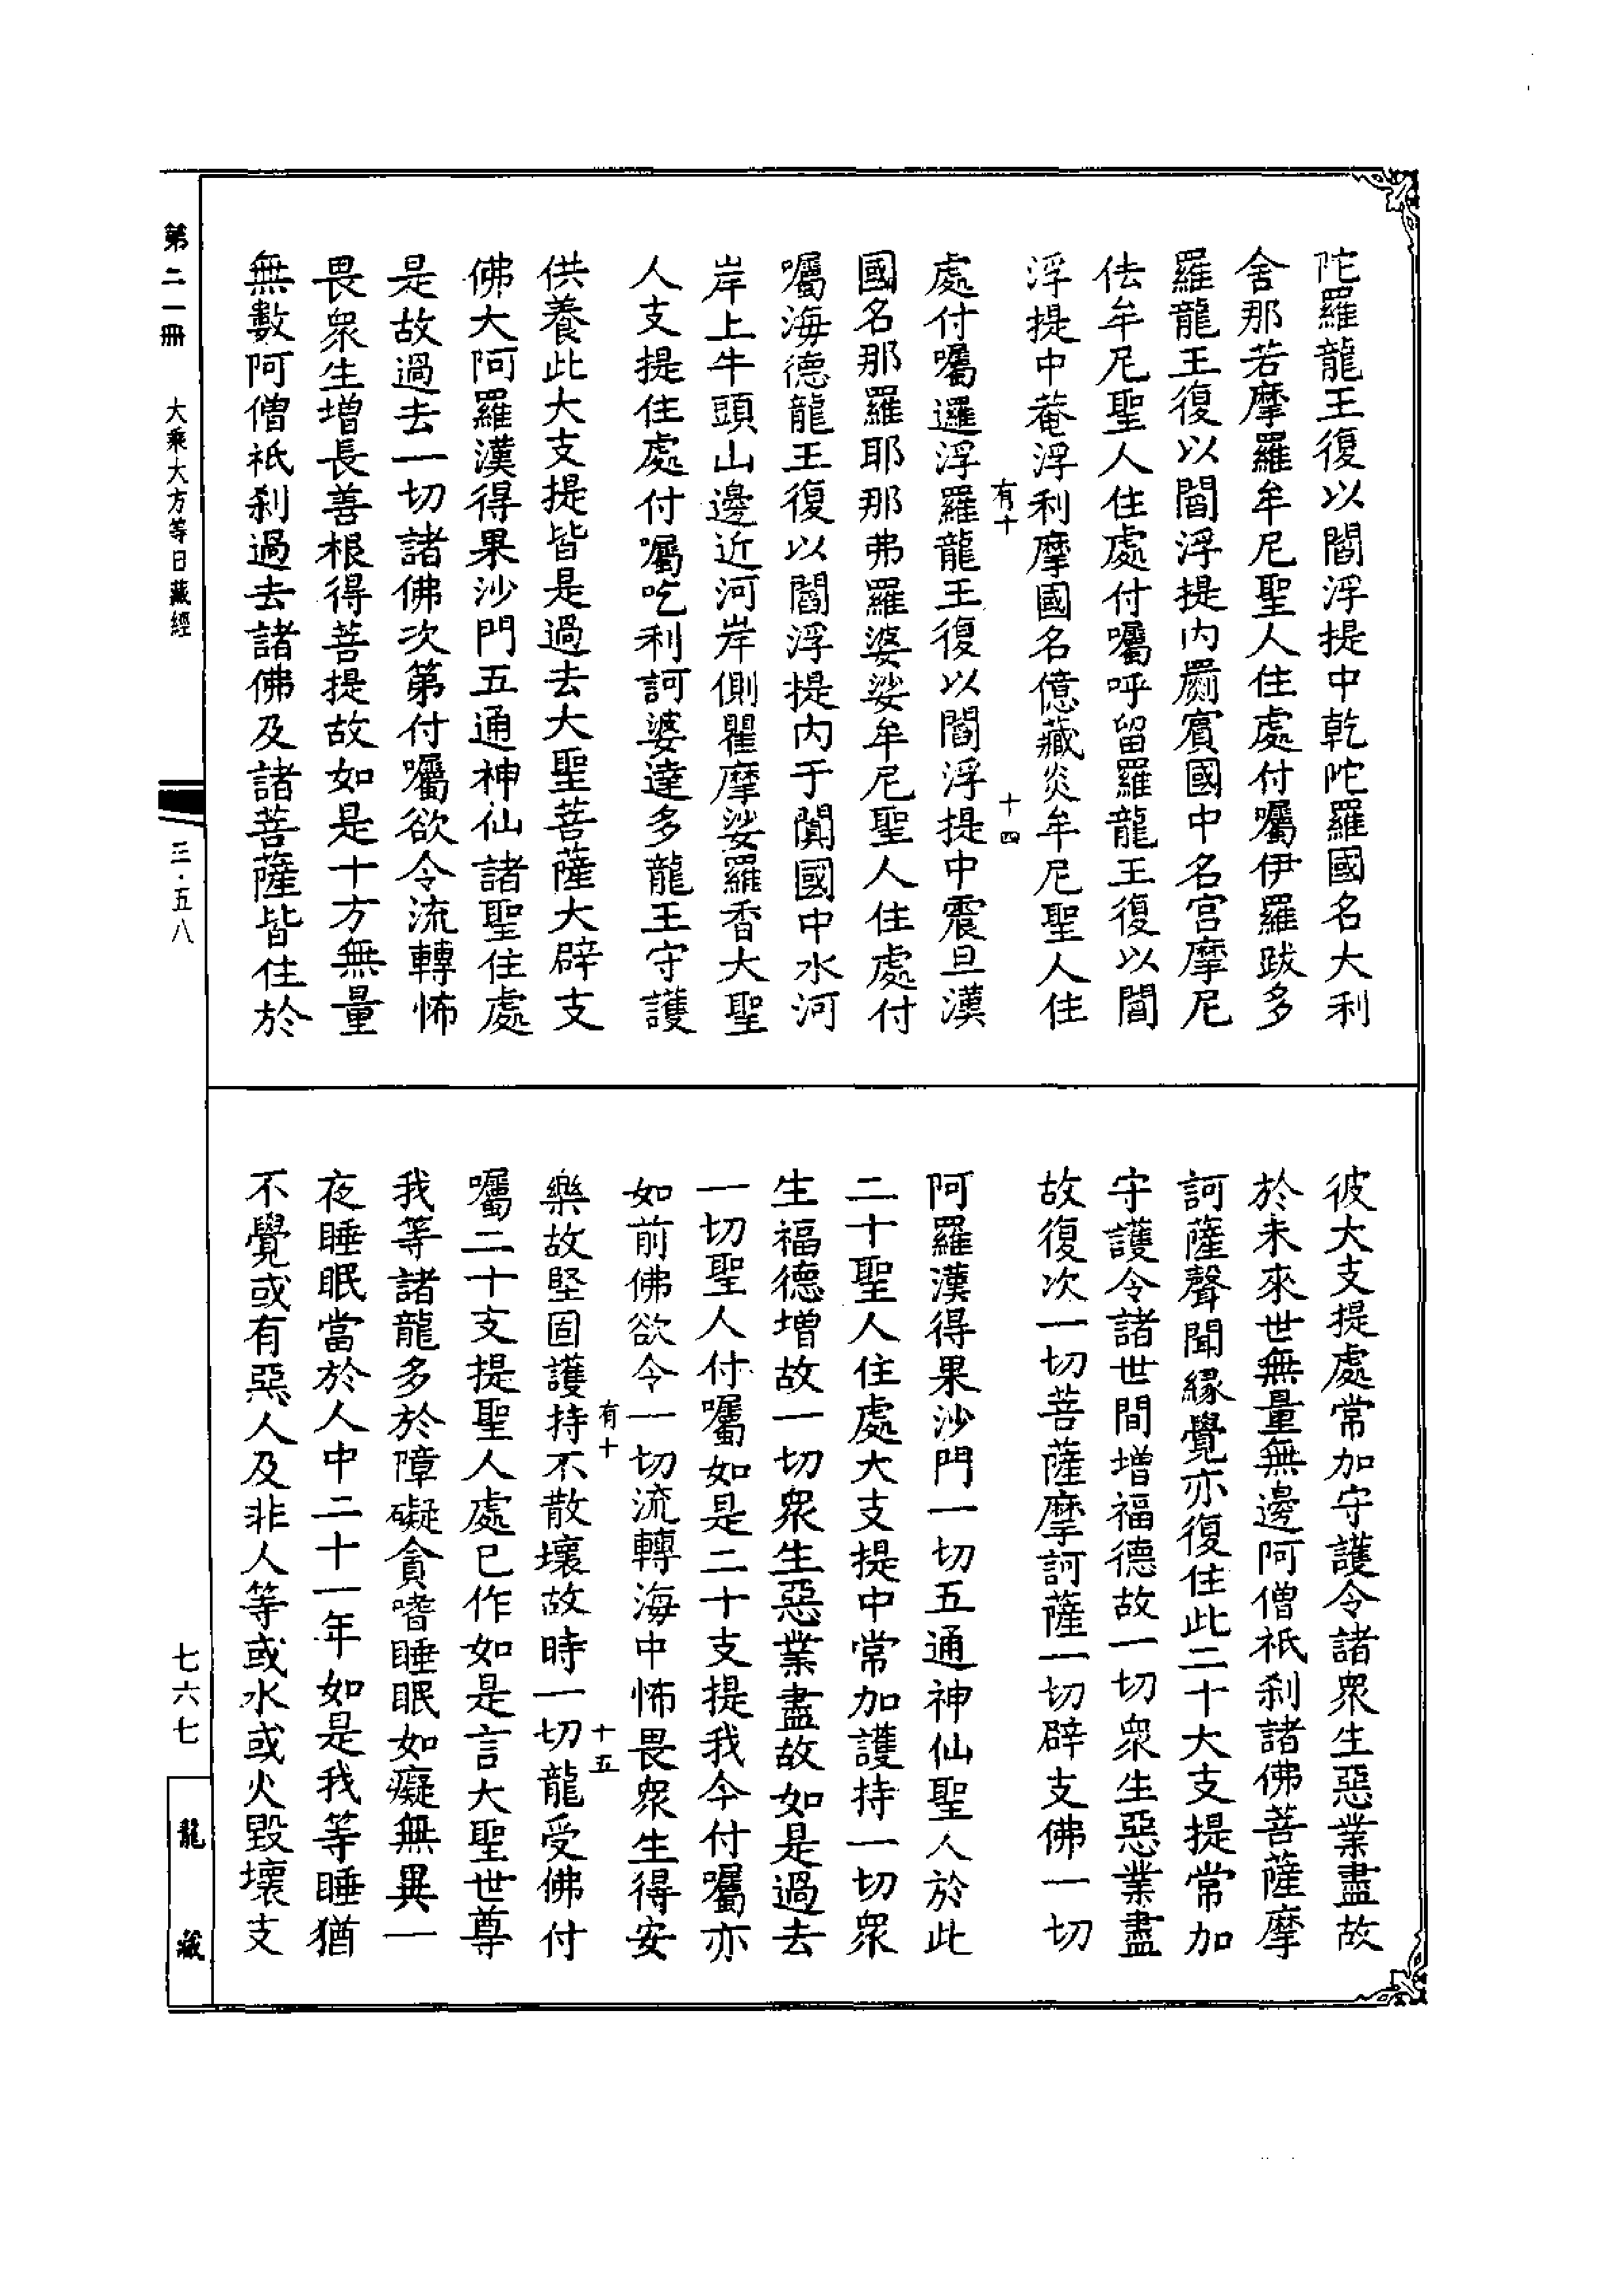 陀羅龍王復以閻浮提中乾陀羅國名大利
舍那若摩羅牟尼聖人住處付囑伊羅跋多
羅龍王復以閻浮提内罽賓國中名宫摩尼
佉牟尼聖人住處付囑呼留羅龍王復以閻
浮提中菴浮利摩國名億藏炎牟尼聖人住
有十
十四
處付囑邏浮羅龍王復以閻浮提中震旦漢
國名那羅耶那弗羅婆娑牟尼聖人住處付
囑海德龍王復以閻浮提内于闐國中水河
岸上牛頭山邊近河岸側瞿摩娑羅香大聖
人支提住處付囑吃利訶婆達多龍王守護
供養此大支提皆是過去大聖菩薩大辟支
佛大阿羅漢得果沙門五通神仙諸聖住處
是故過去一切諸佛次第付囑欲令流轉怖
畏衆生增長善根得菩提故如是十方無量
無數阿僧祇刹過去諸佛及諸菩薩皆住於
彼大支提處常加守護令諸衆生惡業盡故
於未來世無量無邊阿僧祇刹諸佛菩薩摩
訶薩聲聞緣覺亦復住此二十大支提常加
守護令諸世間增福德故一切衆生惡業盡
故復次一切菩薩摩訶薩一切辟支佛一切
阿羅漢得果沙門一切五通神仙聖人於此
二十聖人住處大支提中常加護持一切衆
生福德增故一切衆生惡業盡故如是過去
一切聖人付囑如是二十支提我今付囑亦
如前佛欲令一切流轉海中怖畏衆生得安
有十
十五
樂故堅固護持不散壞故時一切龍受佛付
囑二十支提聖人處已作如是言大聖世尊
我等諸龍多於障礙貪嗜睡眠如癡無異一
夜睡眠當於人中二十一年如是我等睡猶
不覺或有惡人及非人等或水或火毀壞支
第二一冊
大乘大方等日藏經
三·五八
七六七
龍藏